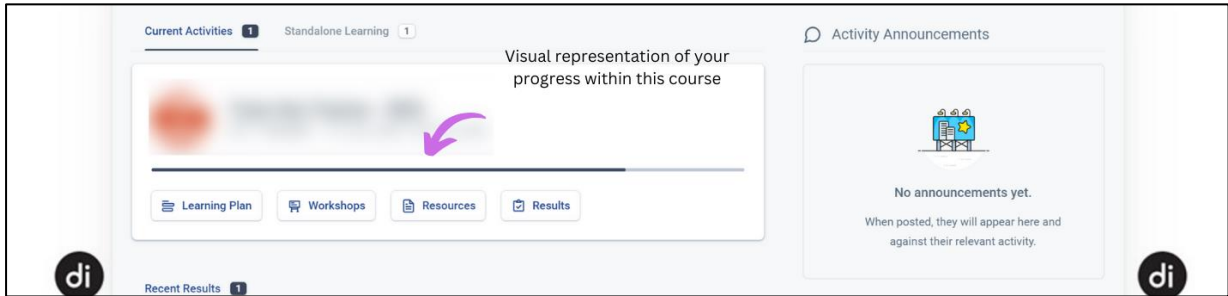 Current Activities 1 Standalone Learning 1
Visual representation of your
progress within this course
Learning Plan Workshops Resources Results
Recent Results 1
Activity Announcements
No announcements yet.
When posted, they will appear here and
against their relevant activity.
di
di